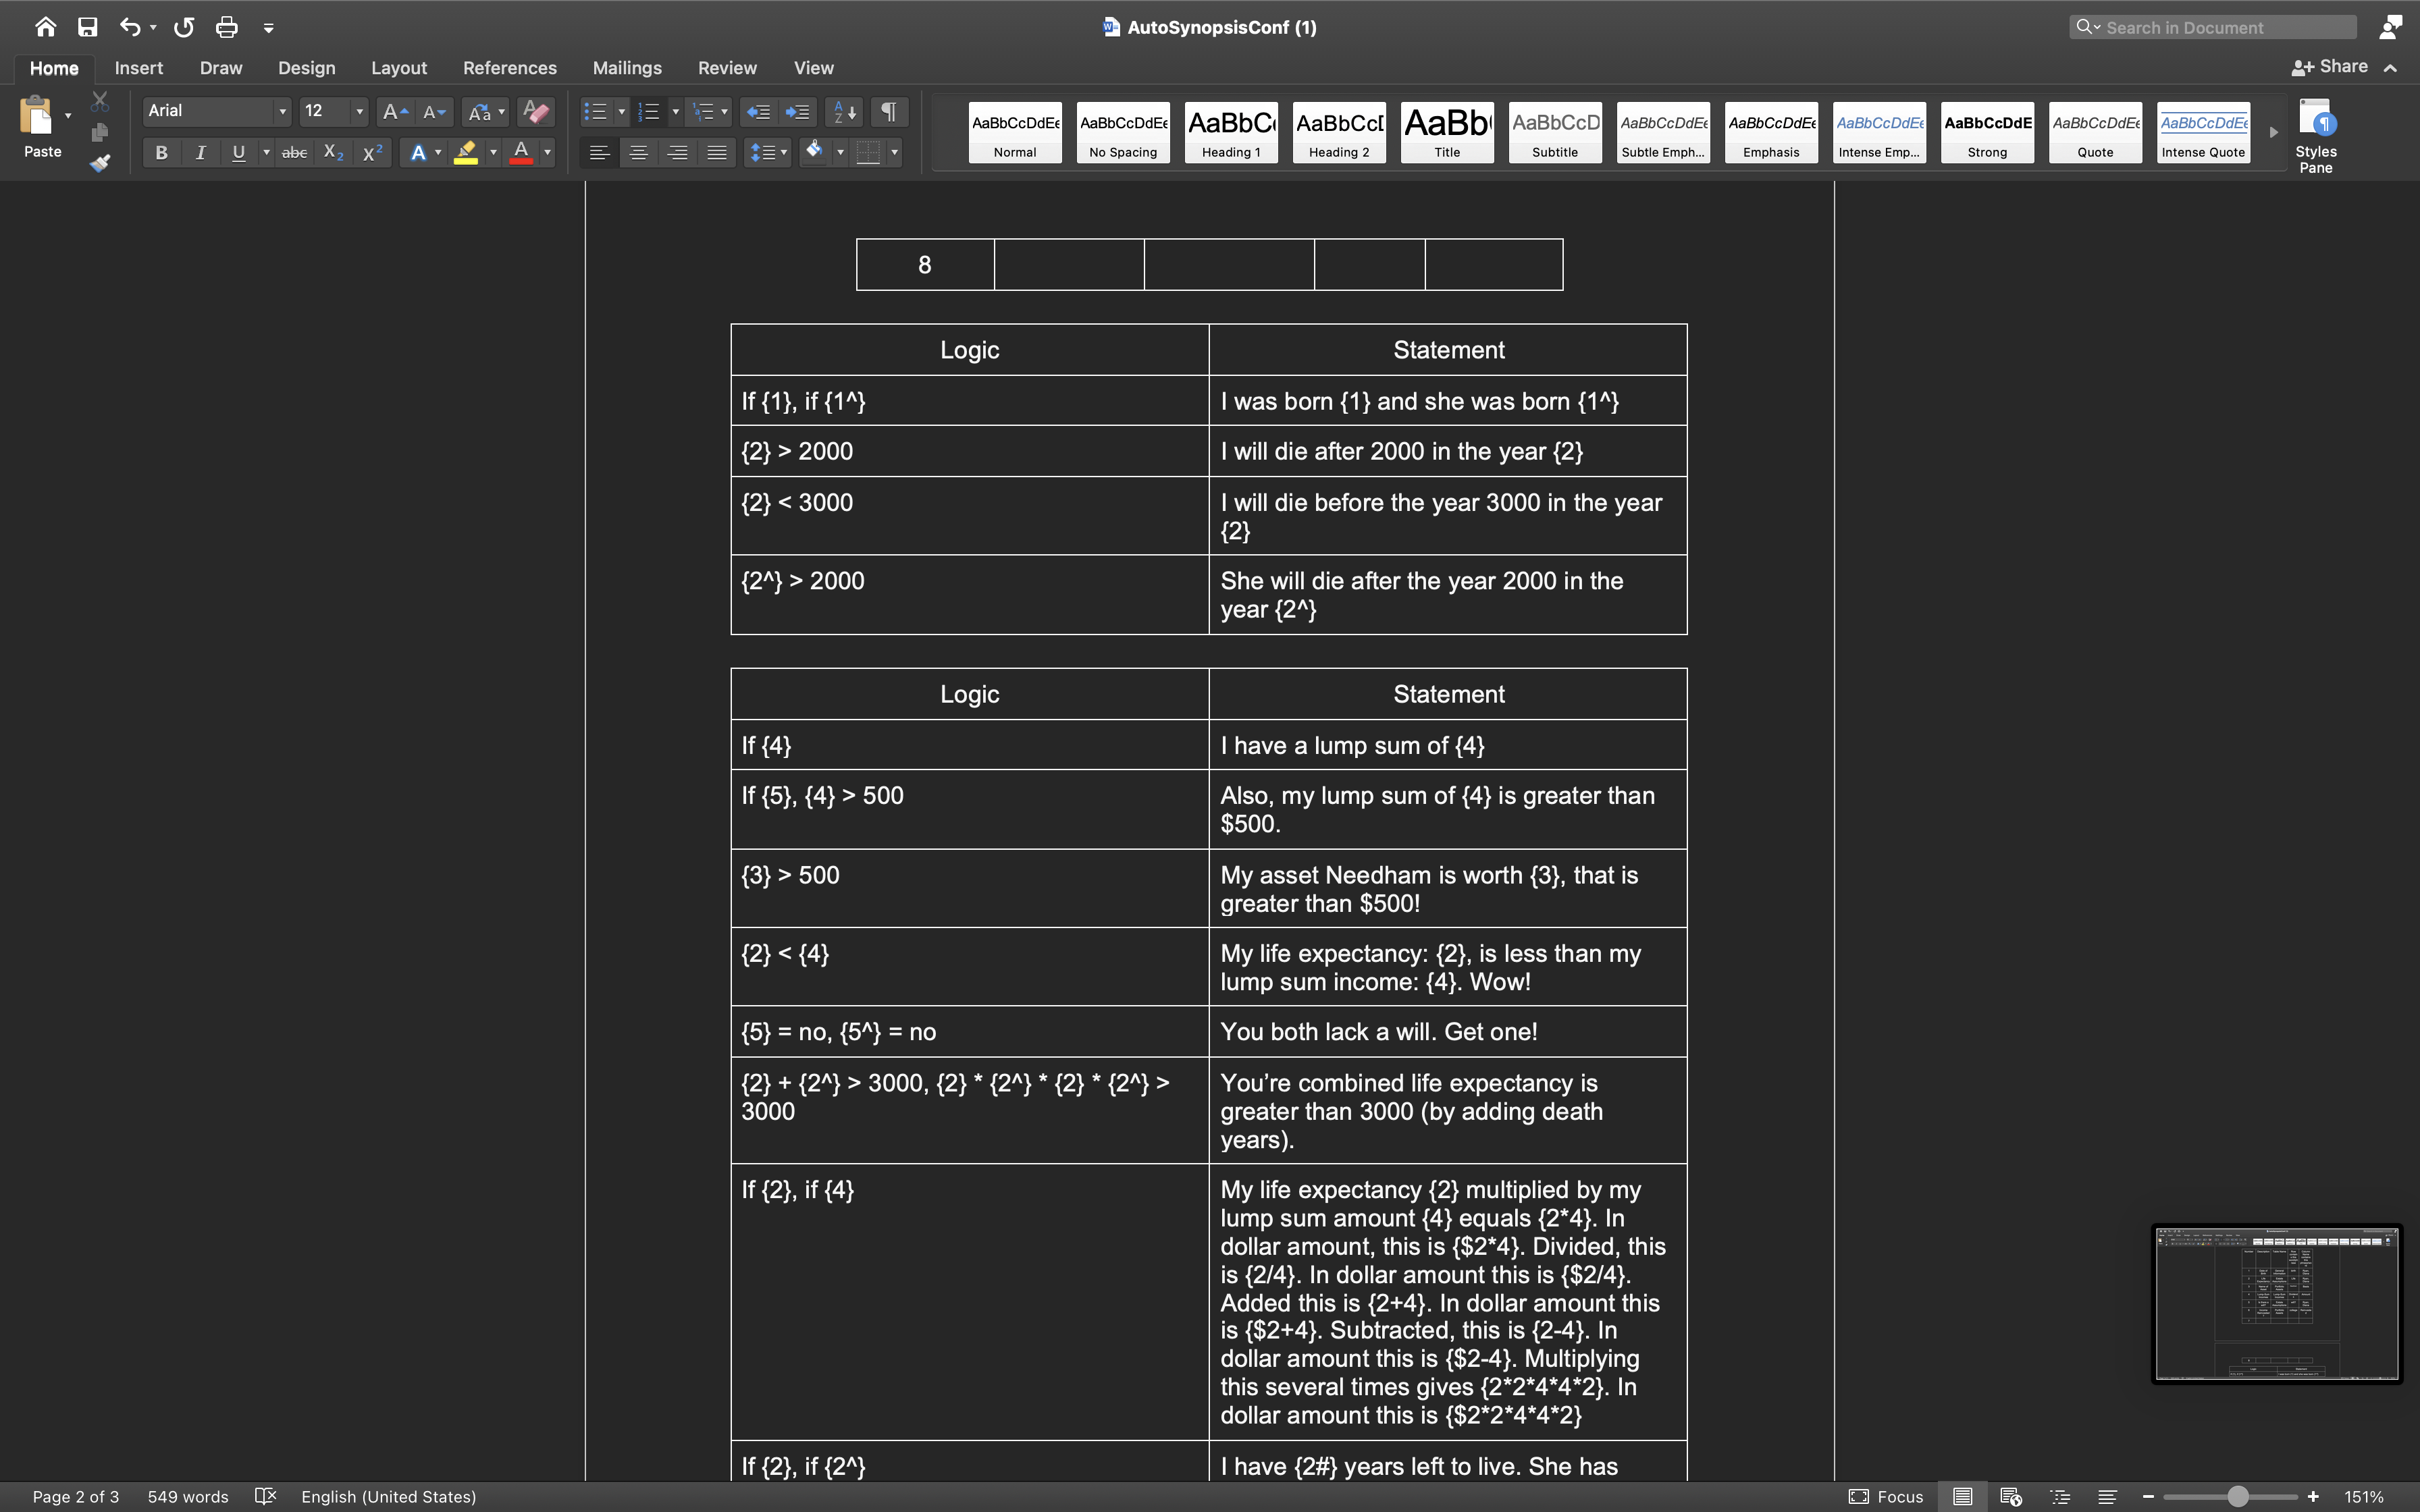 AutoSynopsisConf (1)
Search in Document
Home Insert Draw Design Layout References Mailings Review View
Share
Paste
Arial 12
AaBbCcDdEe AaBbCcDdEe AaBbC AaBbCcD AaBb AaBbCcD AaBbCcDdEe AaBbCcDdEe AaBbCcDdEe AaBbCcDdE AaBbCcDdEe AaBbCcDdEe
Normal No Spacing Heading 1 Heading 2 Title Subtitle Subtle Emph... Emphasis Intense Emp... Strong Quote Intense Quote
Styles
Pane
8
Logic Statement
If {1}, if {1^} I was born {1} and she was born {1^}
{2} > 2000 I will die after 2000 in the year {2}
{2} < 3000 I will die before the year 3000 in the year
{2}
{2^} > 2000 She will die after the year 2000 in the
year {2^}
Logic Statement
If {4} I have a lump sum of {4}
If {5}, {4} > 500 Also, my lump sum of {4} is greater than
$500.
{3} > 500 My asset Needham is worth {3}, that is
greater than $500!
{2} < {4} My life expectancy: {2}, is less than my
lump sum income: {4}. Wow!
{5} = no, {5^} = no You both lack a will. Get one!
{2} + {2^} > 3000, {2} * {2^} * {2} * {2^} > You’re combined life expectancy is
3000 greater than 3000 (by adding death
years).
If {2}, if {4} My life expectancy {2} multiplied by my
lump sum amount {4} equals {2*4}. In
dollar amount, this is {$2*4}. Divided, this
is {2/4}. In dollar amount this is {$2/4}.
Added this is {2+4}. In dollar amount this
is {$2+4}. Subtracted, this is {2-4}. In
dollar amount this is {$2-4}. Multiplying
this several times gives {2*2*4*4*2}. In
dollar amount this is {$2*2*4*4*2}
If {2}, if {2^} I have {2#} years left to live. She has
Page 2 of 3 549 words English (United States) Focus 151%